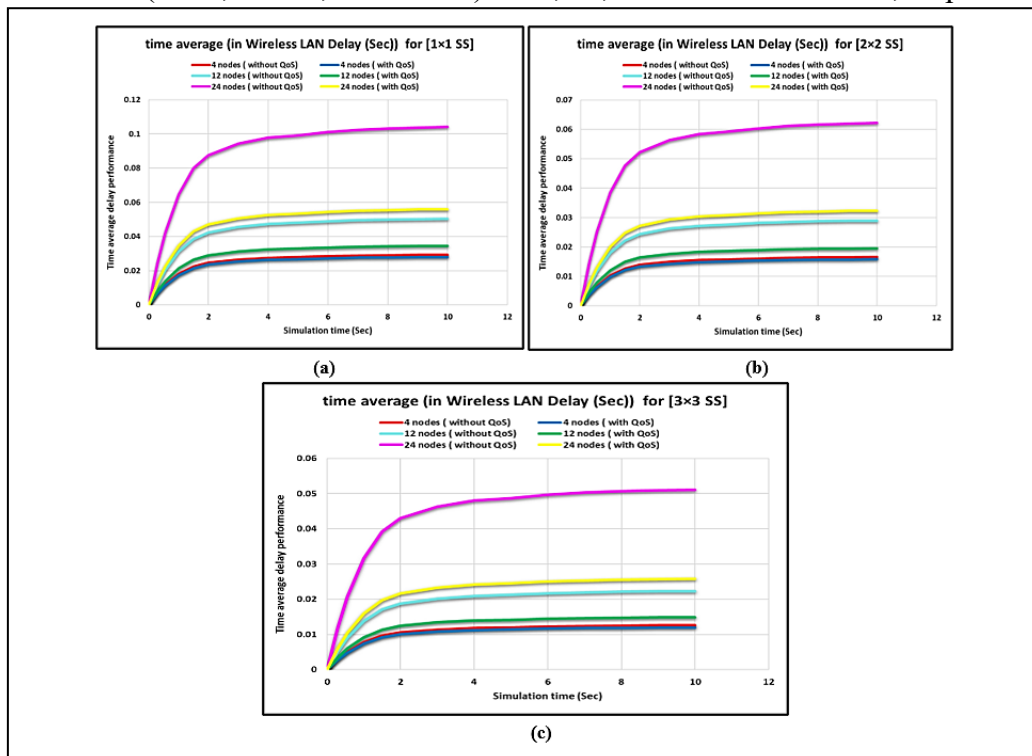 time average (in Wireless LAN Delay (Sec)) for [1×1 SS]
4 nodes ( without QoS) 4 nodes ( with QoS)
12 nodes ( without QoS) 12 nodes ( with QoS)
24 nodes (without QoS) 24 nodes ( with QoS)
0.12
0.1
0.08
0.06
0.04
0.02
0
Time average delay performance
0 2 4 6 8 10 12
Simulation time (Sec)
(a)
time average (in Wireless LAN Delay (Sec)) for [2×2 SS]
4 nodes ( without QoS) 4 nodes ( with QoS)
12 nodes ( without QoS) 12 nodes ( with QoS)
24 nodes (without QoS) 24 nodes ( with QoS)
0.07
0.06
0.05
0.04
0.03
0.02
0.01
0
Time average delay performance
0 2 4 6 8 10 12
Simulation time (Sec)
(b)
time average (in Wireless LAN Delay (Sec)) for [3×3 SS]
4 nodes ( without QoS) 4 nodes ( with QoS)
12 nodes ( without QoS) 12 nodes ( with QoS)
24 nodes (without QoS) 24 nodes ( with QoS)
0.06
0.05
0.04
0.03
0.02
0.01
0
Time average delay performance
0 2 4 6 8 10 12
Simulation time (Sec)
(c)